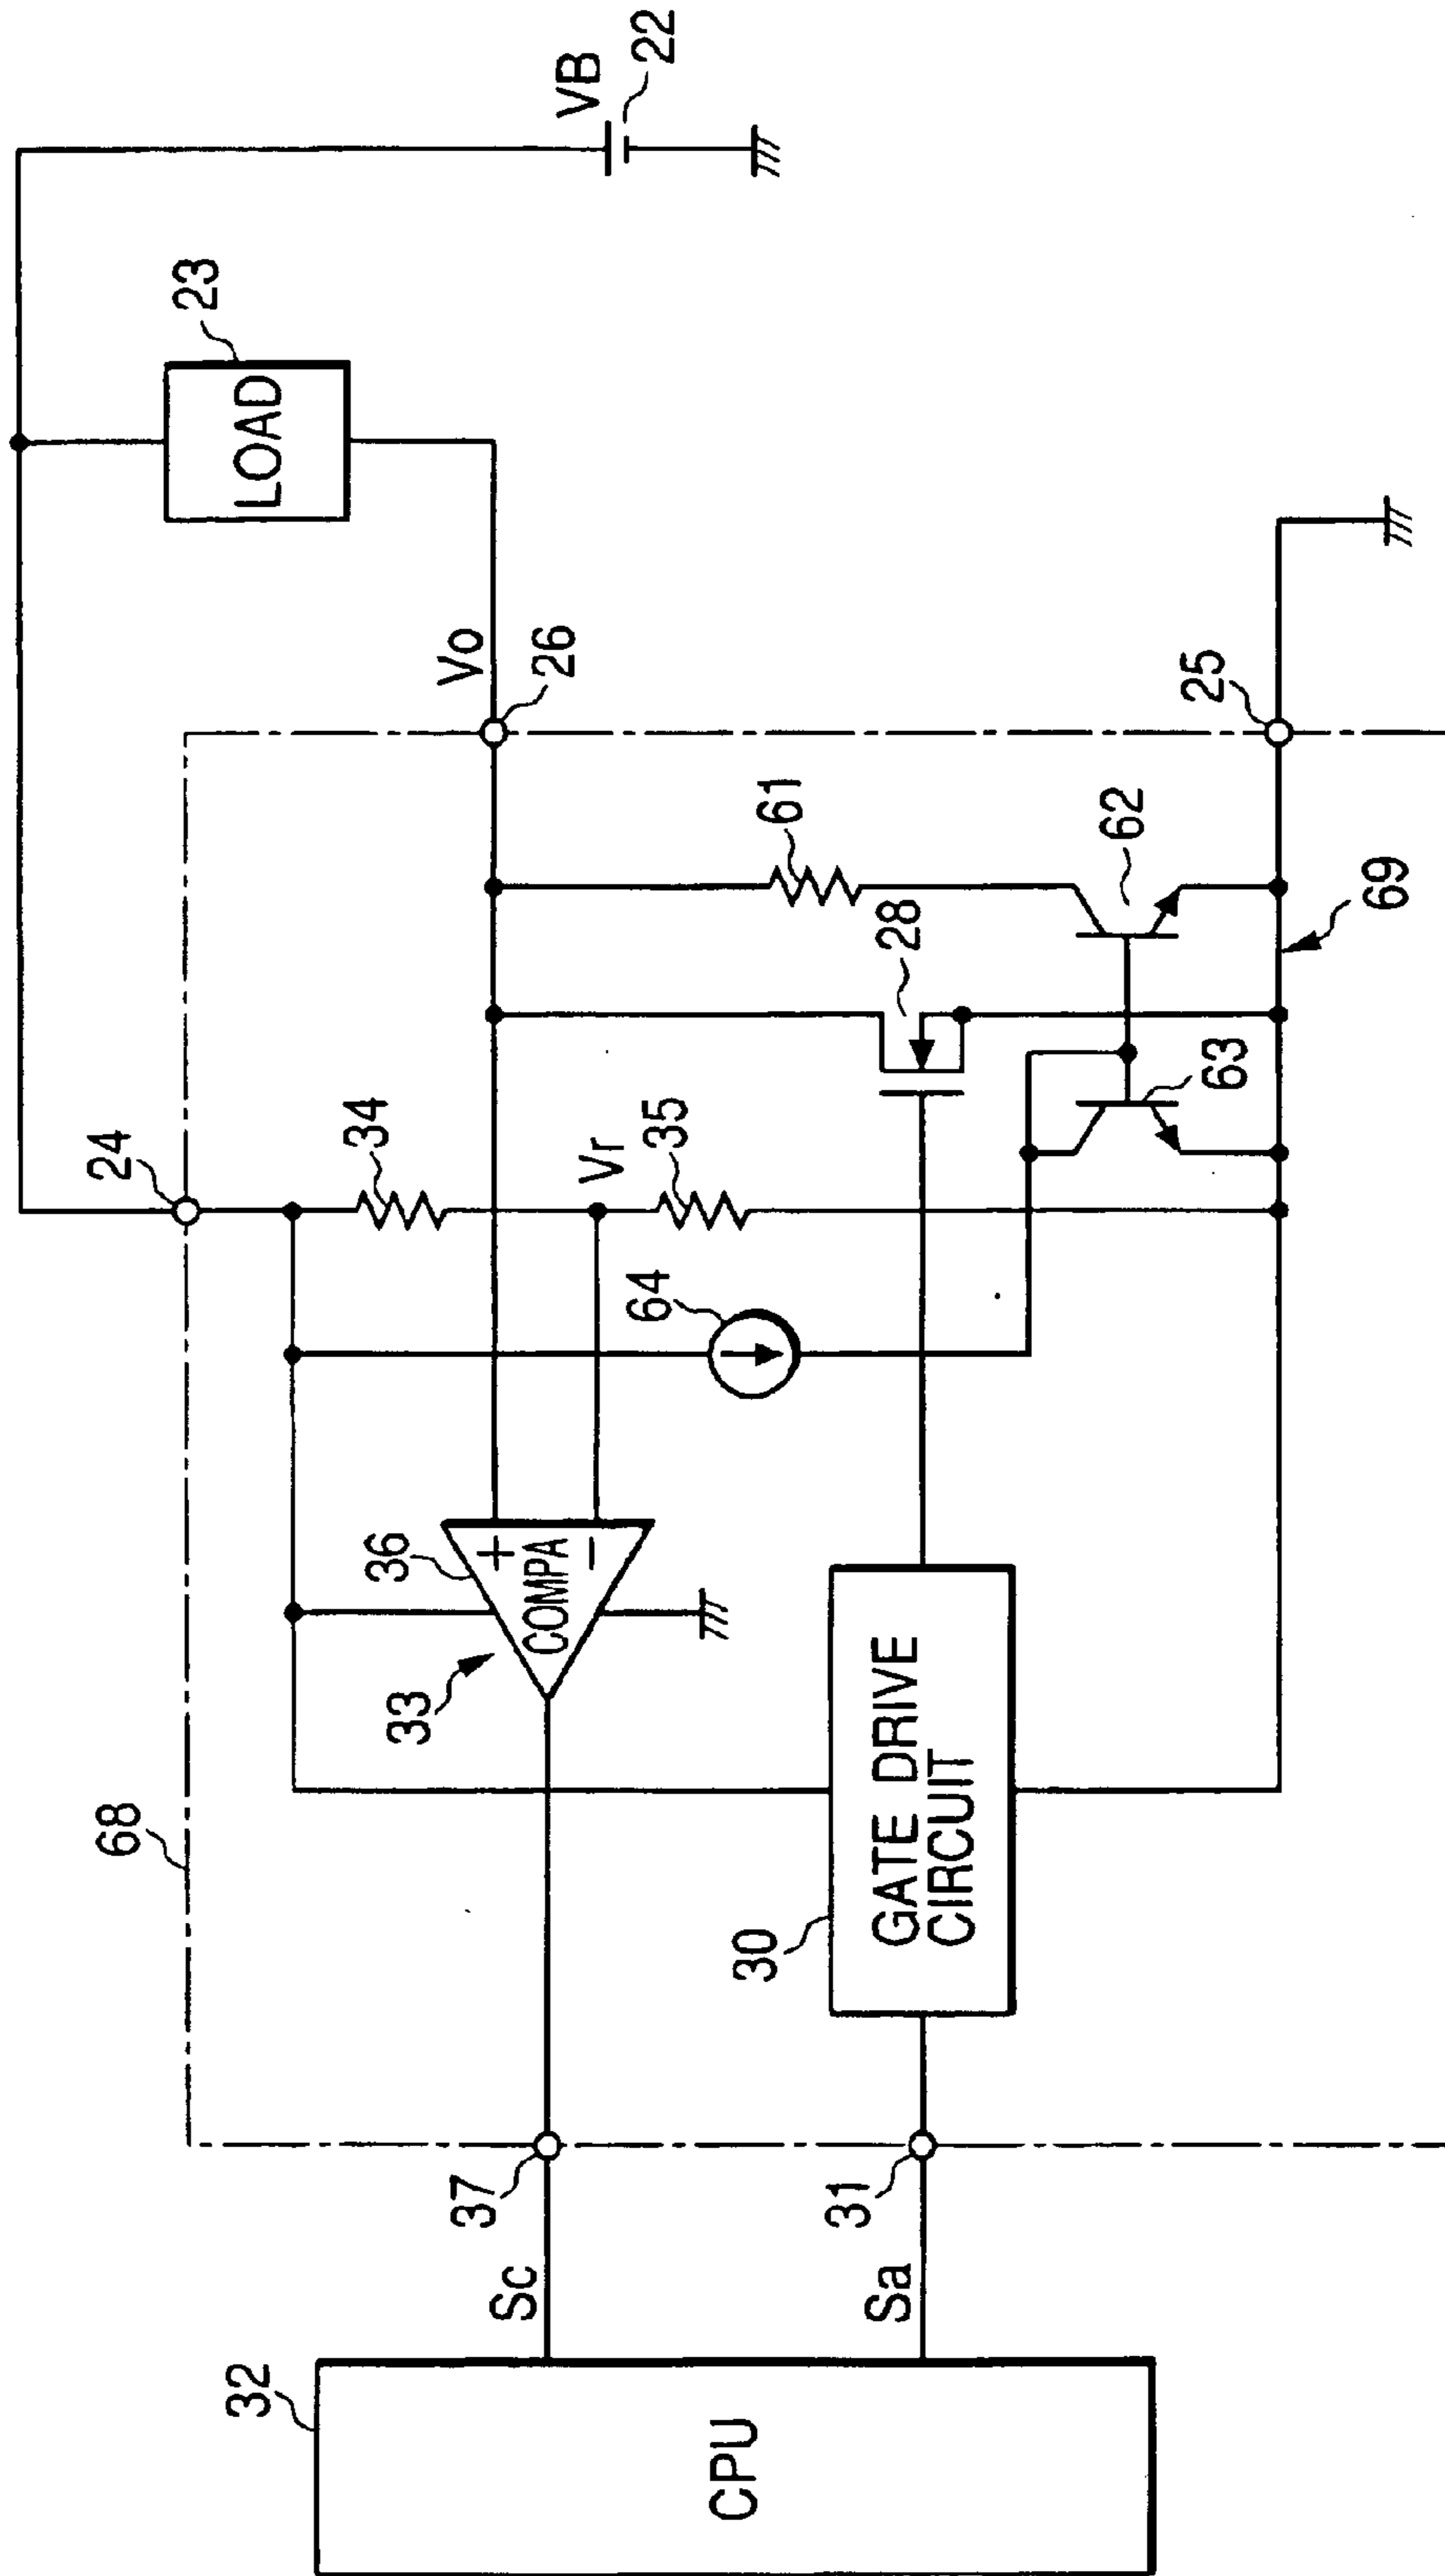 VB
22
23
LOAD
24
Vo
26
34
61
Vr
35
28
62
25
64
69
63
68
36
+
COMPA
−
33
30
GATE DRIVE
CIRCUIT
37
31
Sc
Sa
32
CPU